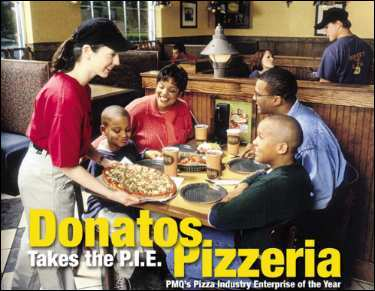 Donatos
Takes the P.I.E.
Pizzeria
PMQ's Pizza Industry Enterprise of the Year